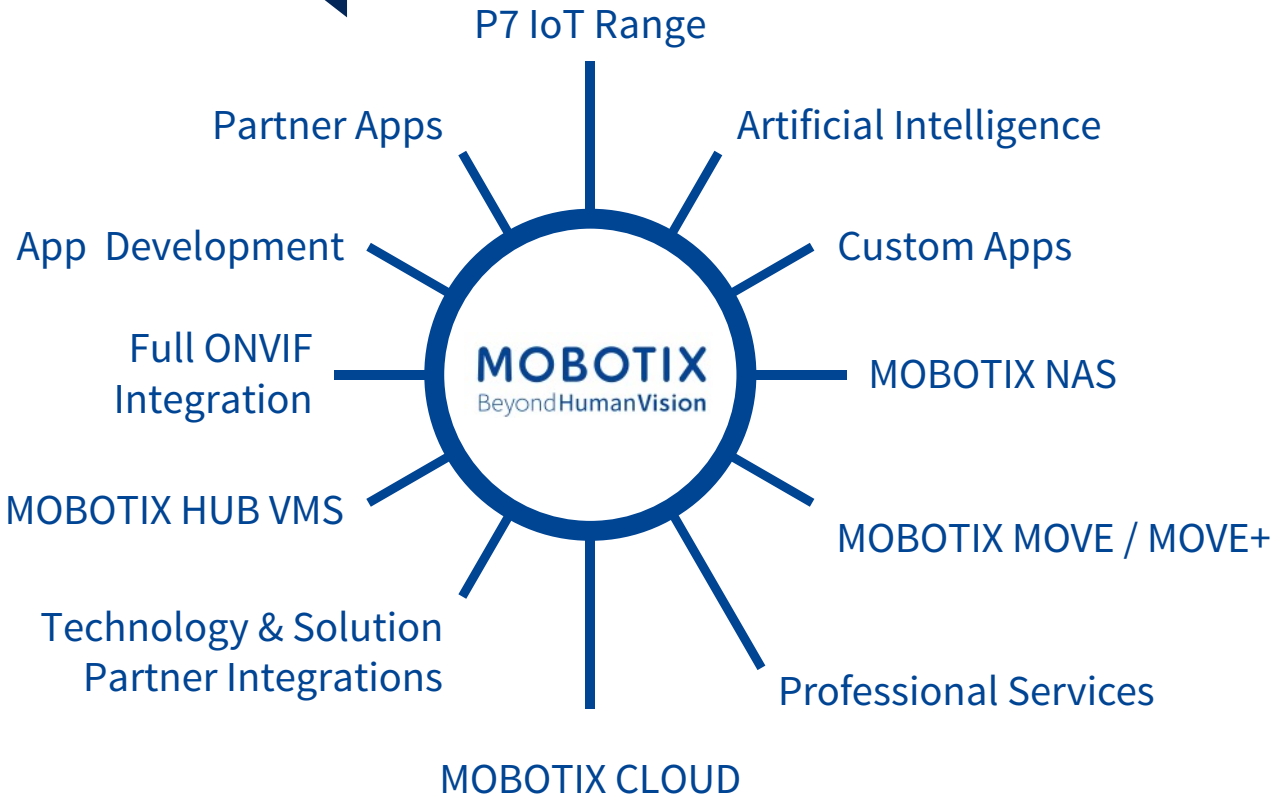 P7 IoT Range
Partner Apps
Artificial Intelligence
App Development
Custom Apps
Full ONVIF
Integration
MOBOTIX
BeyondHumanVision
MOBOTIX NAS
MOBOTIX HUB VMS
MOBOTIX MOVE / MOVE+
Technology & Solution
Partner Integrations
Professional Services
MOBOTIX CLOUD